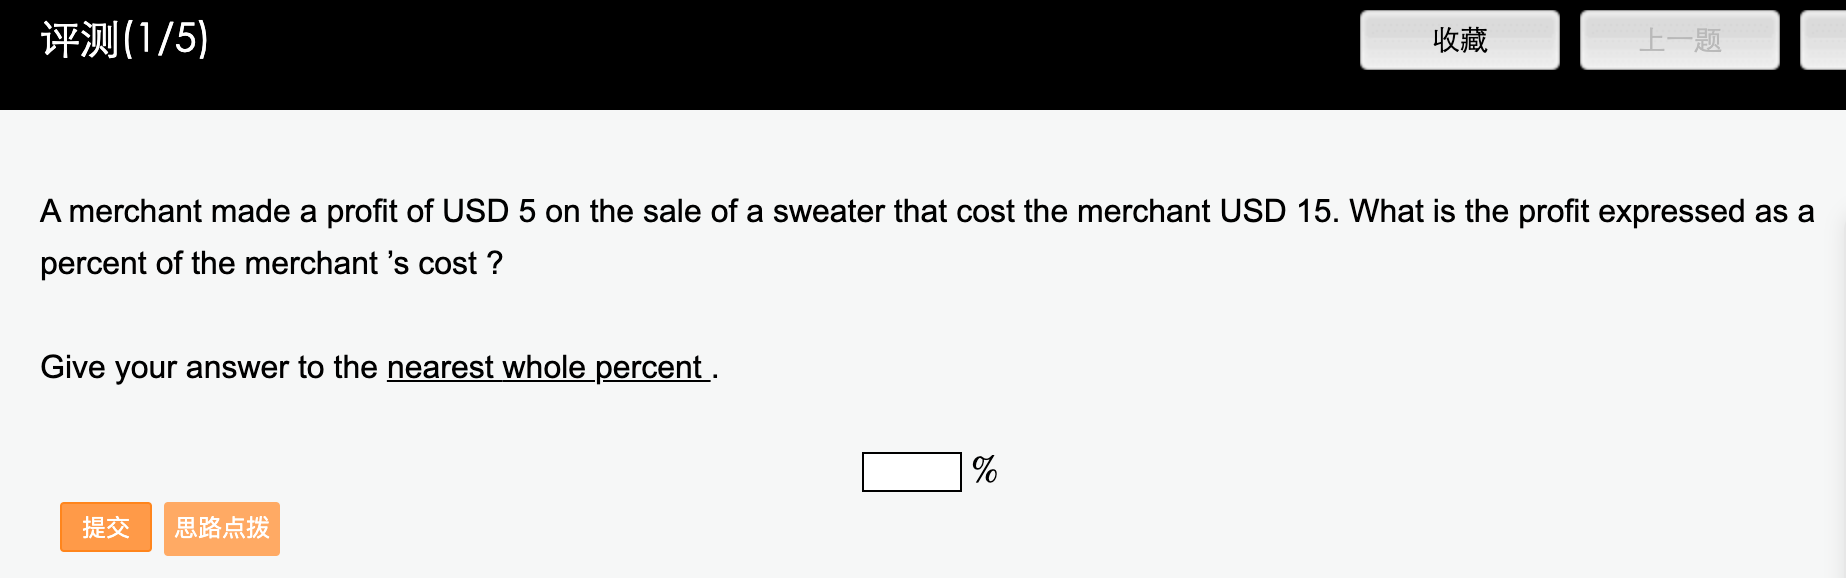 评测(1/5)
收藏
上一题
A merchant made a profit of USD 5 on the sale of a sweater that cost the merchant USD 15. What is the profit expressed as a
percent of the merchant ’s cost ?
Give your answer to the nearest whole percent .
%
提交
思路点拨